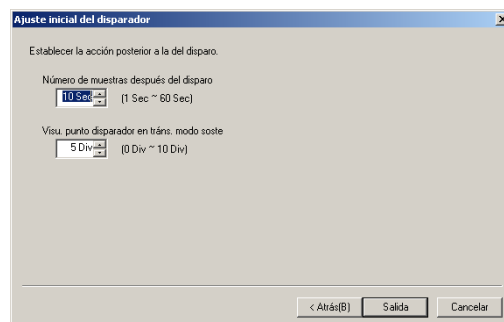 Ajuste inicial del disparador
Establecer la acción posterior a la del disparo.
Número de muestras después del disparo
10 Sec (1 Sec ~ 60 Sec)
Visu. punto disparador en tráns. modo soste
5 Div (0 Div ~ 10 Div)
< Atrás(B) Salida Cancelar